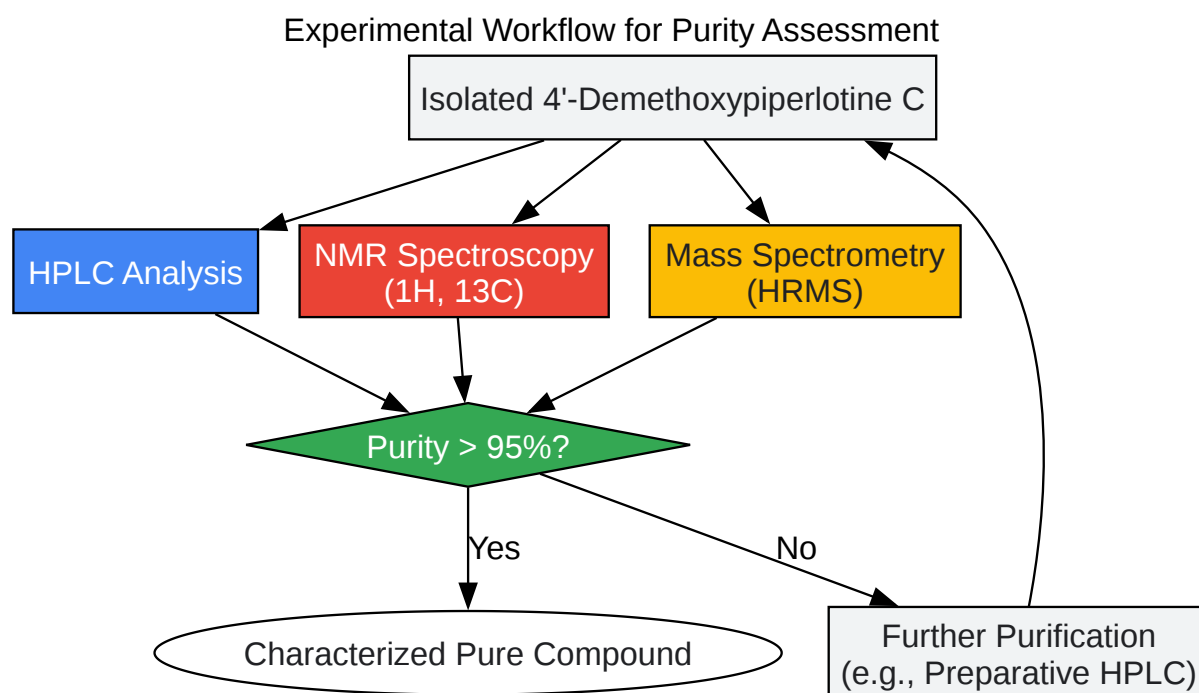 Experimental Workflow for Purity Assessment
Isolated 4'-Demethoxypiperlotine C
HPLC Analysis
NMR Spectroscopy
(1H, 13C)
Mass Spectrometry
(HRMS)
Purity > 95%?
Yes
No
Characterized Pure Compound
Further Purification
(e.g., Preparative HPLC)